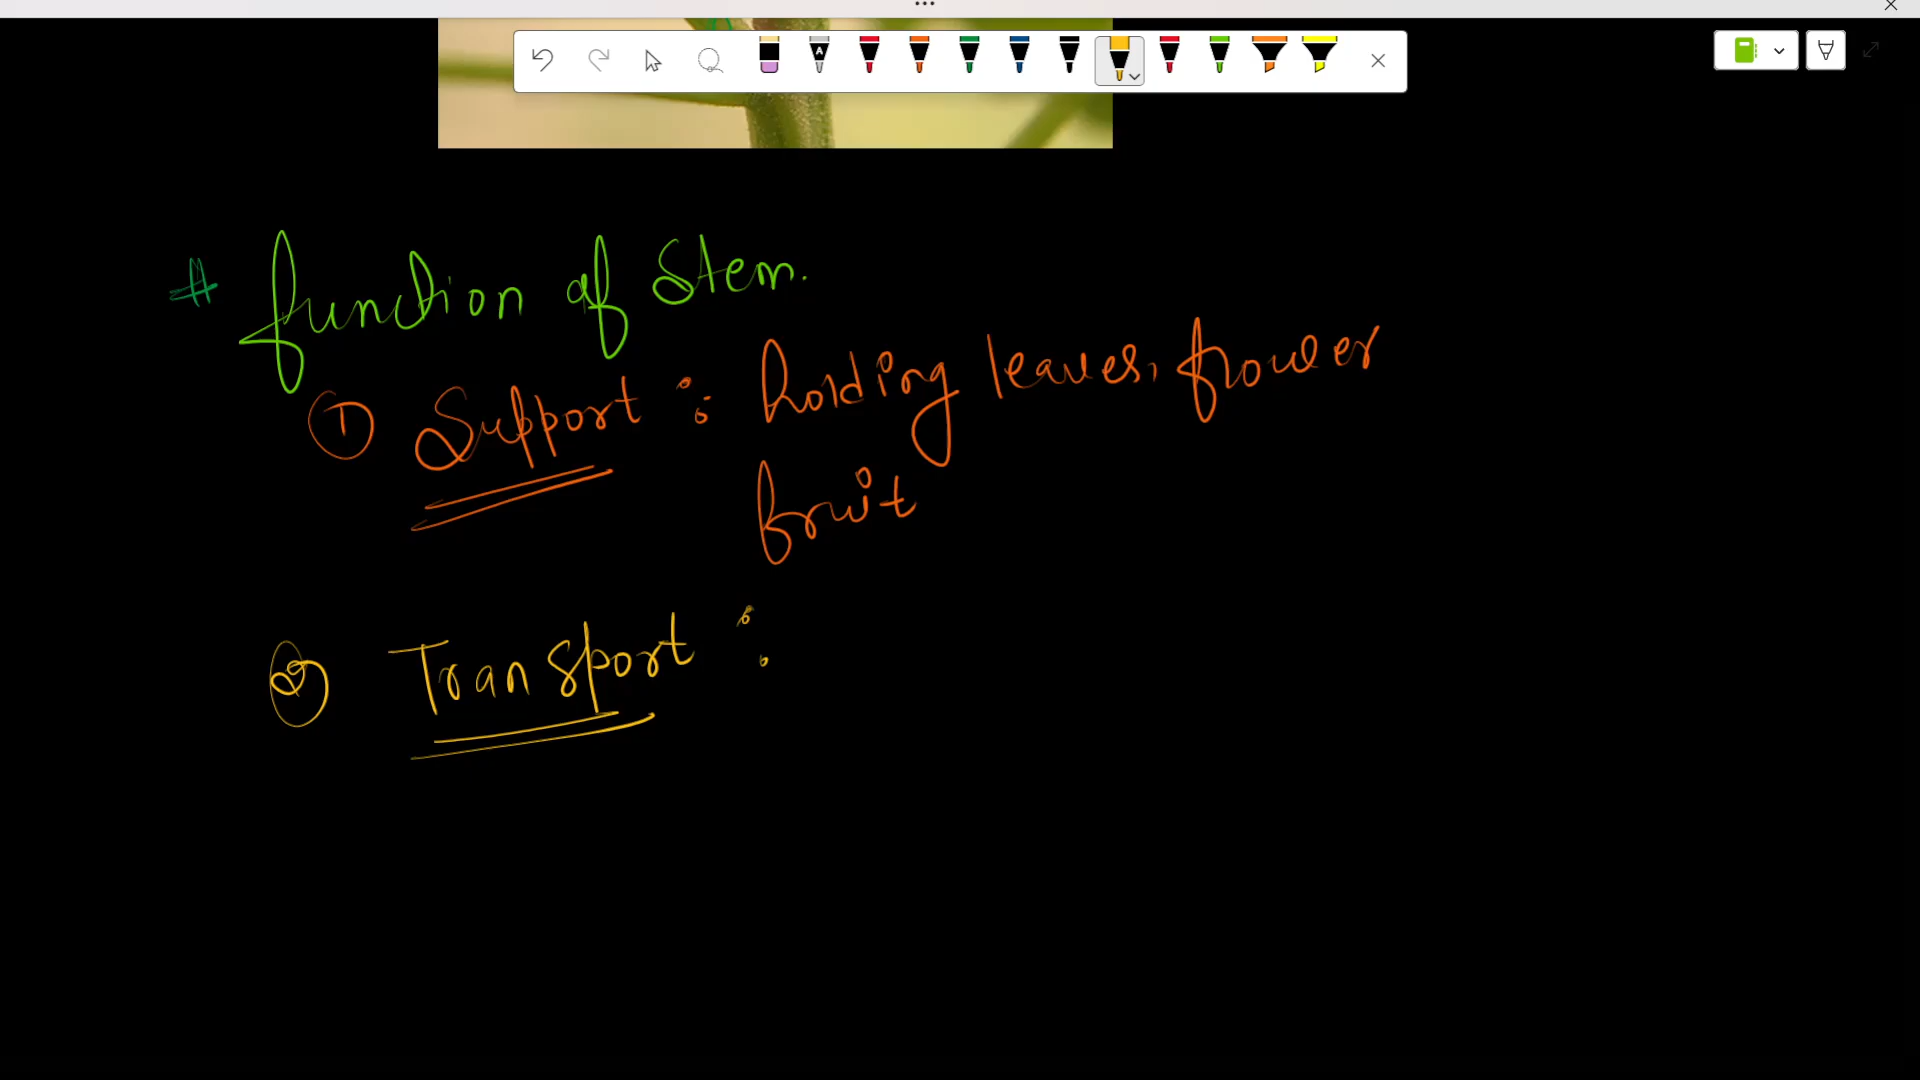 A
# function of stem.
① Support : holding leaves, flower
fruit
② Transport :